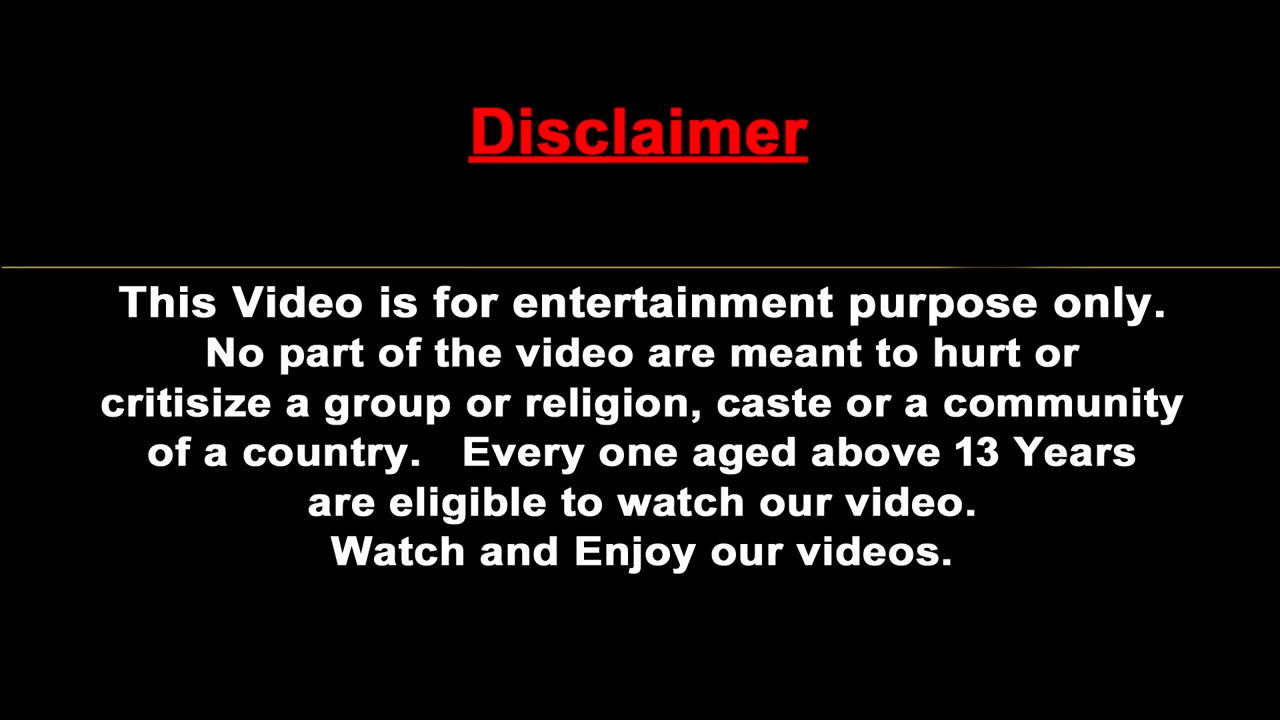 Disclaimer
This Video is for entertainment purpose only.
No part of the video are meant to hurt or
critisize a group or religion, caste or a community
of a country.   Every one aged above 13 Years
are eligible to watch our video.
Watch and Enjoy our videos.